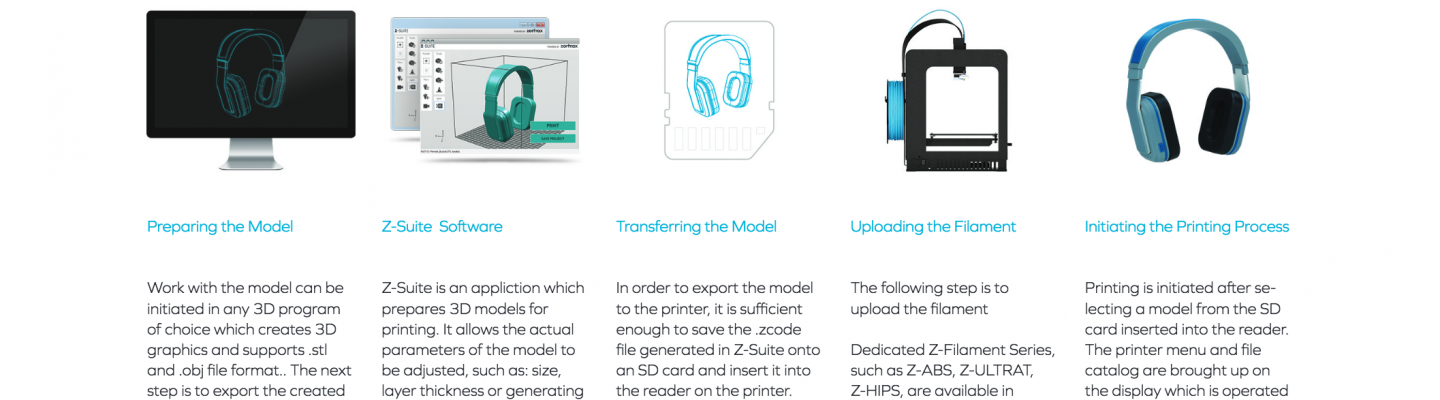 Z-SUITE
zortrax
Z-SUITE
zortrax
PRINT
SAVE PROJECT
Preparing the Model
Work with the model can be
initiated in any 3D program
of choice which creates 3D
graphics and supports .stl
and .obj file format.. The next
step is to export the created
Z-Suite Software
Z-Suite is an appliction which
prepares 3D models for
printing. It allows the actual
parameters of the model to
be adjusted, such as: size,
layer thickness or generating
Transferring the Model
In order to export the model
to the printer, it is sufficient
enough to save the .zcode
file generated in Z-Suite onto
an SD card and insert it into
the reader on the printer.
Uploading the Filament
The following step is to
upload the filament
Dedicated Z-Filament Series,
such as Z-ABS, Z-ULTRAT,
Z-HIPS, are available in
Initiating the Printing Process
Printing is initiated after se-
lecting a model from the SD
card inserted into the reader.
The printer menu and file
catalog are brought up on
the display which is operated